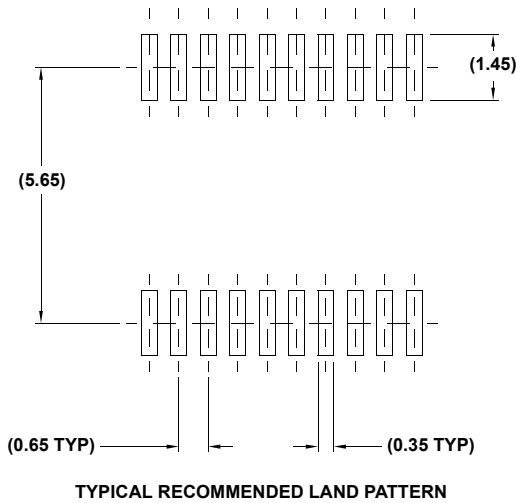 (1.45)
(5.65)
(0.65 TYP)
(0.35 TYP)
TYPICAL RECOMMENDED LAND PATTERN